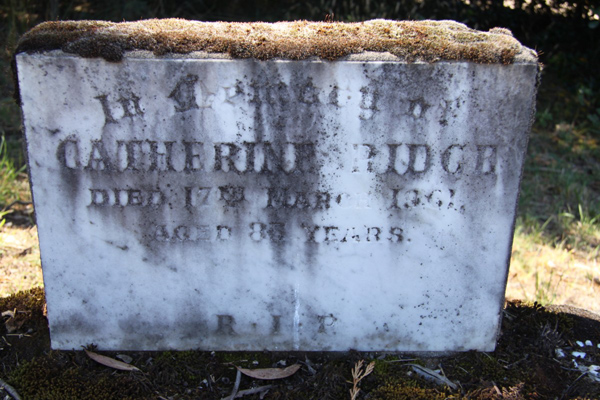 In Memory of
CATHERINE RIDGE
DIED 17TH MARCH
AGED YEARS.
R.I.P.